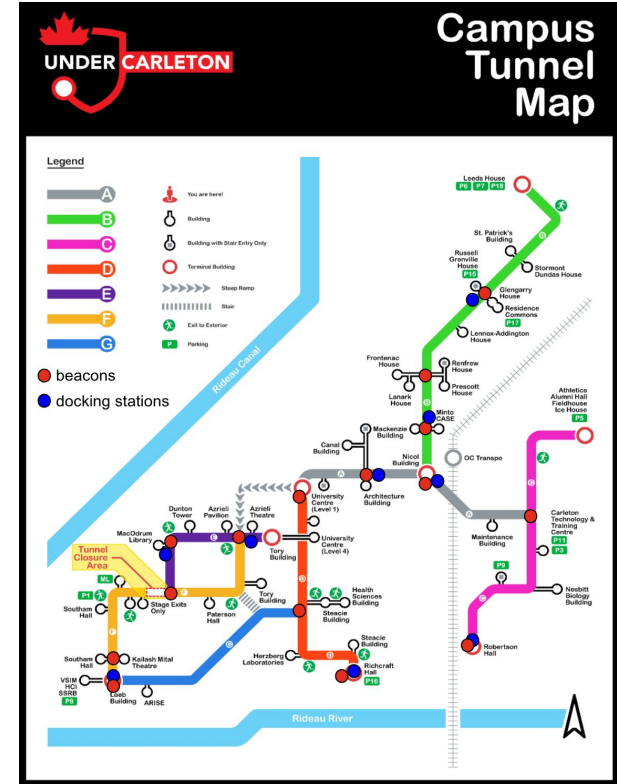 UNDER CARLETON
Campus
Tunnel
Map
Legend
A
B
C
D
E
F
G
You are here!
Building
Building with Stair Entry Only
Terminal Building
Steep Ramp
Stair
Exit to Exterior
P Parking
beacons
docking stations
Rideau Canal
Leeds House
P6 P7 P18
B
St. Patrick's
Building
Stormont
Dundas House
Russell
Grenville
House
P15
Glengarry
House
Residence
Commons
P17
Lennox-Addington
House
Frontenac
House
Renfrew
House
Lanark
House
Prescott
House
B
Minto
CASE
Mackenzie
Building
Canal
Building
Nicol
Building
OC Transpo
Athletics
Alumni Hall
Fieldhouse
Ice House
P5
C
A
Architecture
Building
University
Centre
(Level 1)
A
Maintenance
Building
Carleton
Technology &
Training
Centre
P11
P3
P9
C
Nesbitt
Biology
Building
Robertson
Hall
Dunton
Tower
Azrieli
Pavilion
Azrieli
Theatre
MacOdrum
Library
E
Tory
Building
University
Centre
(Level 4)
Tunnel
Closure
Area
ML
P1
Stage Exits
Only
F
Paterson
Hall
Tory
Building
D
Health
Sciences
Building
Steacie
Building
Southam
Hall
F
G
Steacie
Building
Herzberg
Laboratories
D
Richcraft
Hall
P16
Southam
Hall
Kailash Mital
Theatre
VSIM
HCI
SSRB
P9
Loeb
Building
ARISE
Rideau River